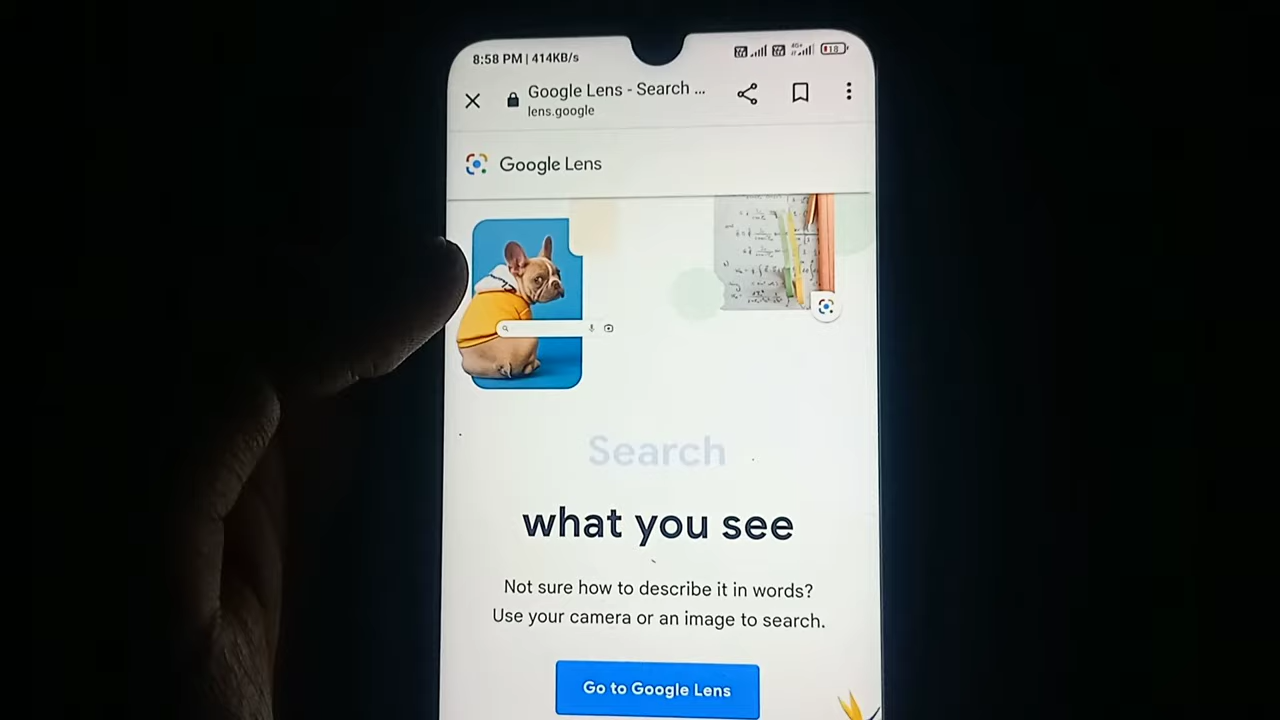 8:58 PM | 414KB/s
18
Google Lens - Search ...
lens.google
Google Lens
Search
what you see
Not sure how to describe it in words?
Use your camera or an image to search.
Go to Google Lens